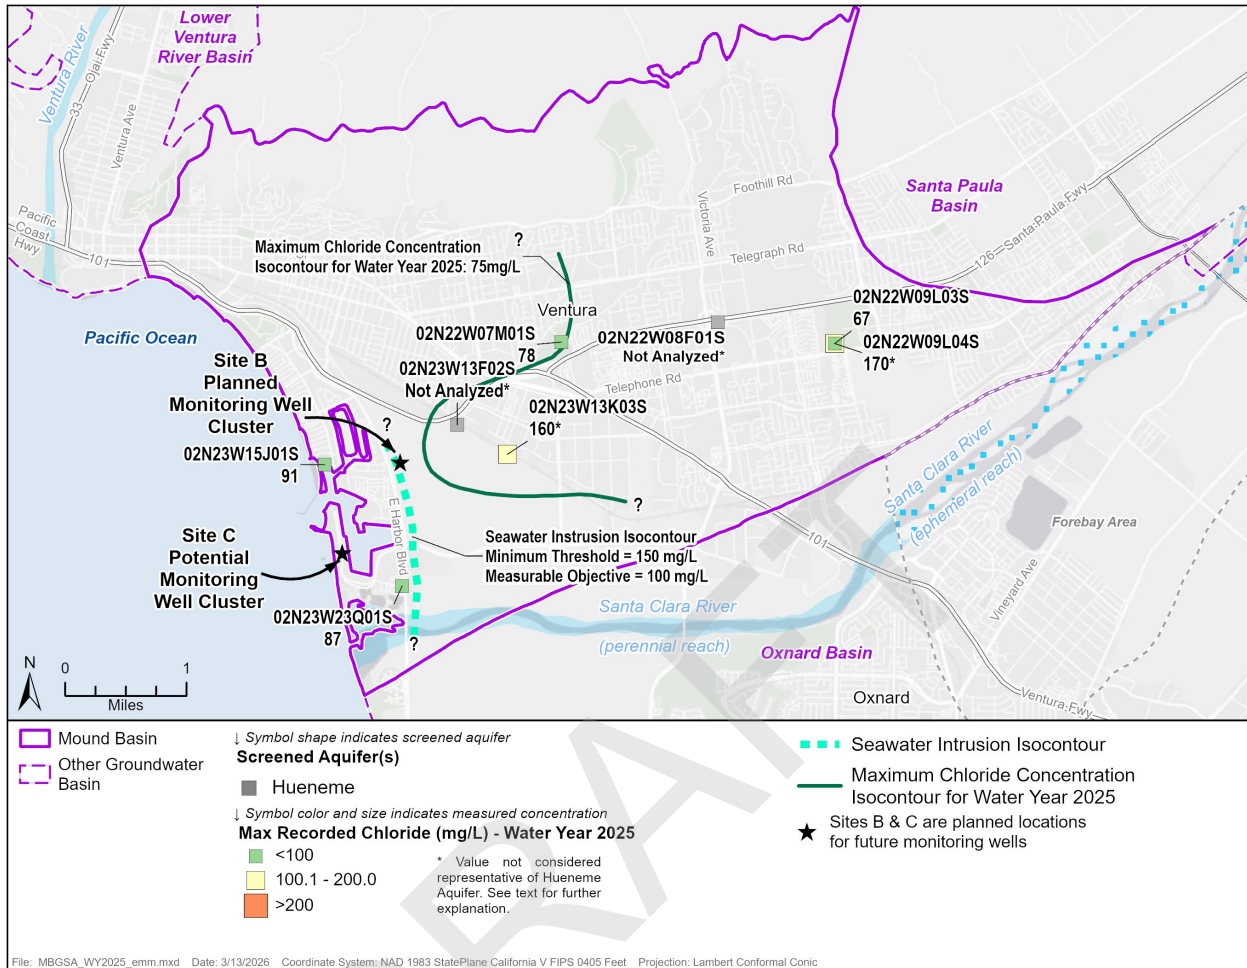 Lower
Ventura
River Basin
Ventura River
33-Ojai-Fwy
Ventura Ave
Pacific
Coast
Hwy
101
Foothill Rd
Victoria Ave
Telegraph Rd
126-Santa-Paula-Fwy
Santa Paula
Basin
?
Maximum Chloride Concentration
Isocontour for Water Year 2025: 75mg/L
Ventura
02N22W07M01S
78
02N22W08F01S
Not Analyzed*
02N22W09L03S
67
02N22W09L04S
170*
Pacific Ocean
Site B
Planned
Monitoring Well
Cluster
02N23W13F02S
Not Analyzed*
Telephone Rd
02N23W13K03S
160*
?
02N23W15J01S
91
E Harbor Blvd
?
Santa Clara River
(ephemeral reach)
Forebay Area
Site C
Potential
Monitoring
Well Cluster
Seawater Instrusion Isocontour
Minimum Threshold = 150 mg/L
Measurable Objective = 100 mg/L
101
Vineyard Ave
02N23W23Q01S
87
?
Santa Clara River
(perennial reach)
Oxnard Basin
Oxnard
Ventura-Fwy
N
0 1
Miles
Mound Basin
Other Groundwater
Basin
↓ Symbol shape indicates screened aquifer
Screened Aquifer(s)
Hueneme
↓ Symbol color and size indicates measured concentration
Max Recorded Chloride (mg/L) - Water Year 2025
<100
100.1 - 200.0
>200
* Value not considered
representative of Hueneme
Aquifer. See text for further
explanation.
Seawater Intrusion Isocontour
Maximum Chloride Concentration
Isocontour for Water Year 2025
Sites B & C are planned locations
for future monitoring wells
DRAFT
File: MBGSA_WY2025_emm.mxd Date: 3/13/2026 Coordinate System: NAD 1983 StatePlane California V FIPS 0405 Feet Projection: Lambert Conformal Conic